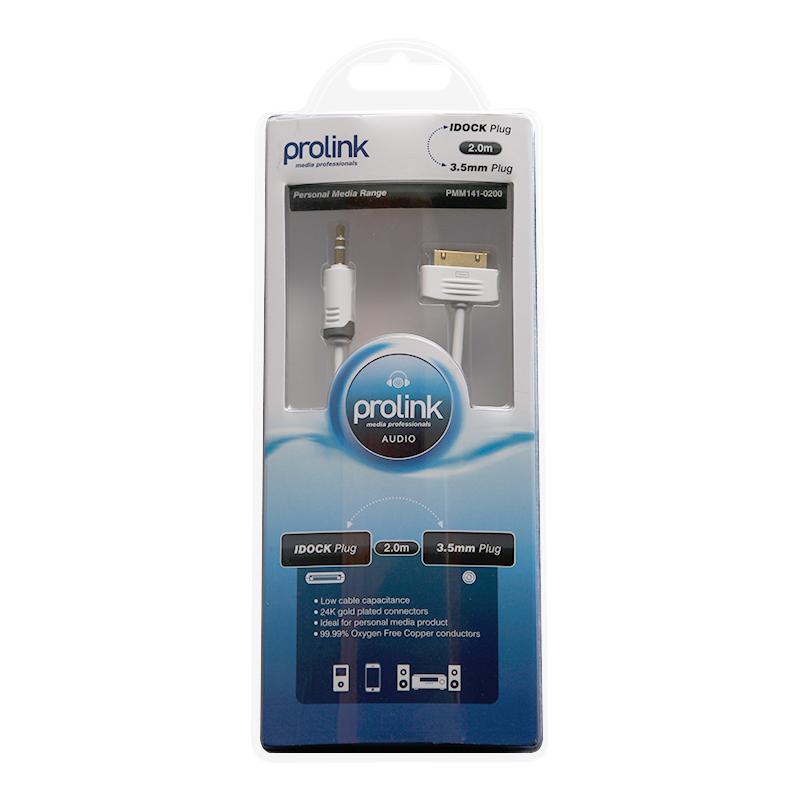 prolink
media professionals
IDOCK Plug
2.0m
3.5mm Plug
Personal Media Range
PMM141-0200
prolink
media professionals
AUDIO
IDOCK Plug
2.0m
3.5mm Plug
• Low cable capacitance
• 24K gold plated connectors
• Ideal for personal media product
• 99.99% Oxygen Free Copper conductors